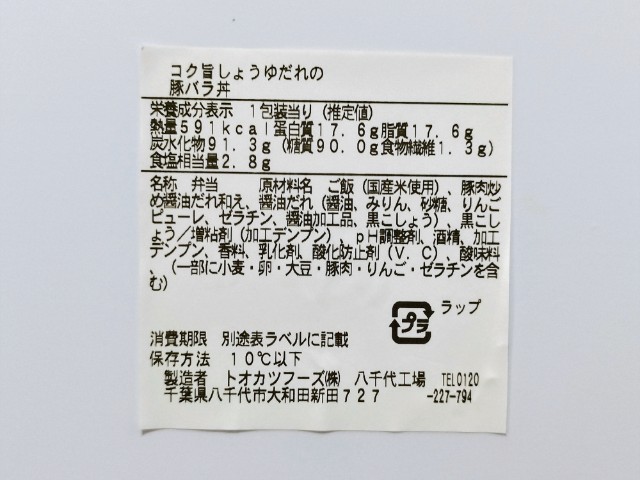 コク旨しょうゆだれの
豚バラ丼
栄養成分表示 1包装当り (推定値)
熱量591kcal蛋白質17.6g脂質17.6g
炭水化物91.3g(糖質90.0g食物繊維1.3g)
食塩相当量2.8g
名称 弁当 原材料名 ご飯(国産米使用)、豚肉炒
め醤油だれ和え、醤油だれ(醤油、みりん、砂糖、りんご
ピューレ、ゼラチン、醤油加工品、黒こしょう)、黒こし
ょう/増粘剤(加工デンプン)、pH調整剤、酒精、加工
デンプン、香料、乳化剤、酸化防止剤(V.C)、酸味料
、(一部に小麦・卵・大豆・豚肉・りんご・ゼラチンを含
む)
プラ ラップ
消費期限 別途表ラベルに記載
保存方法 10℃以下
製造者 トオカツフーズ㈱ 八千代工場 TEL0120
千葉県八千代市大和田新田727 -227-794